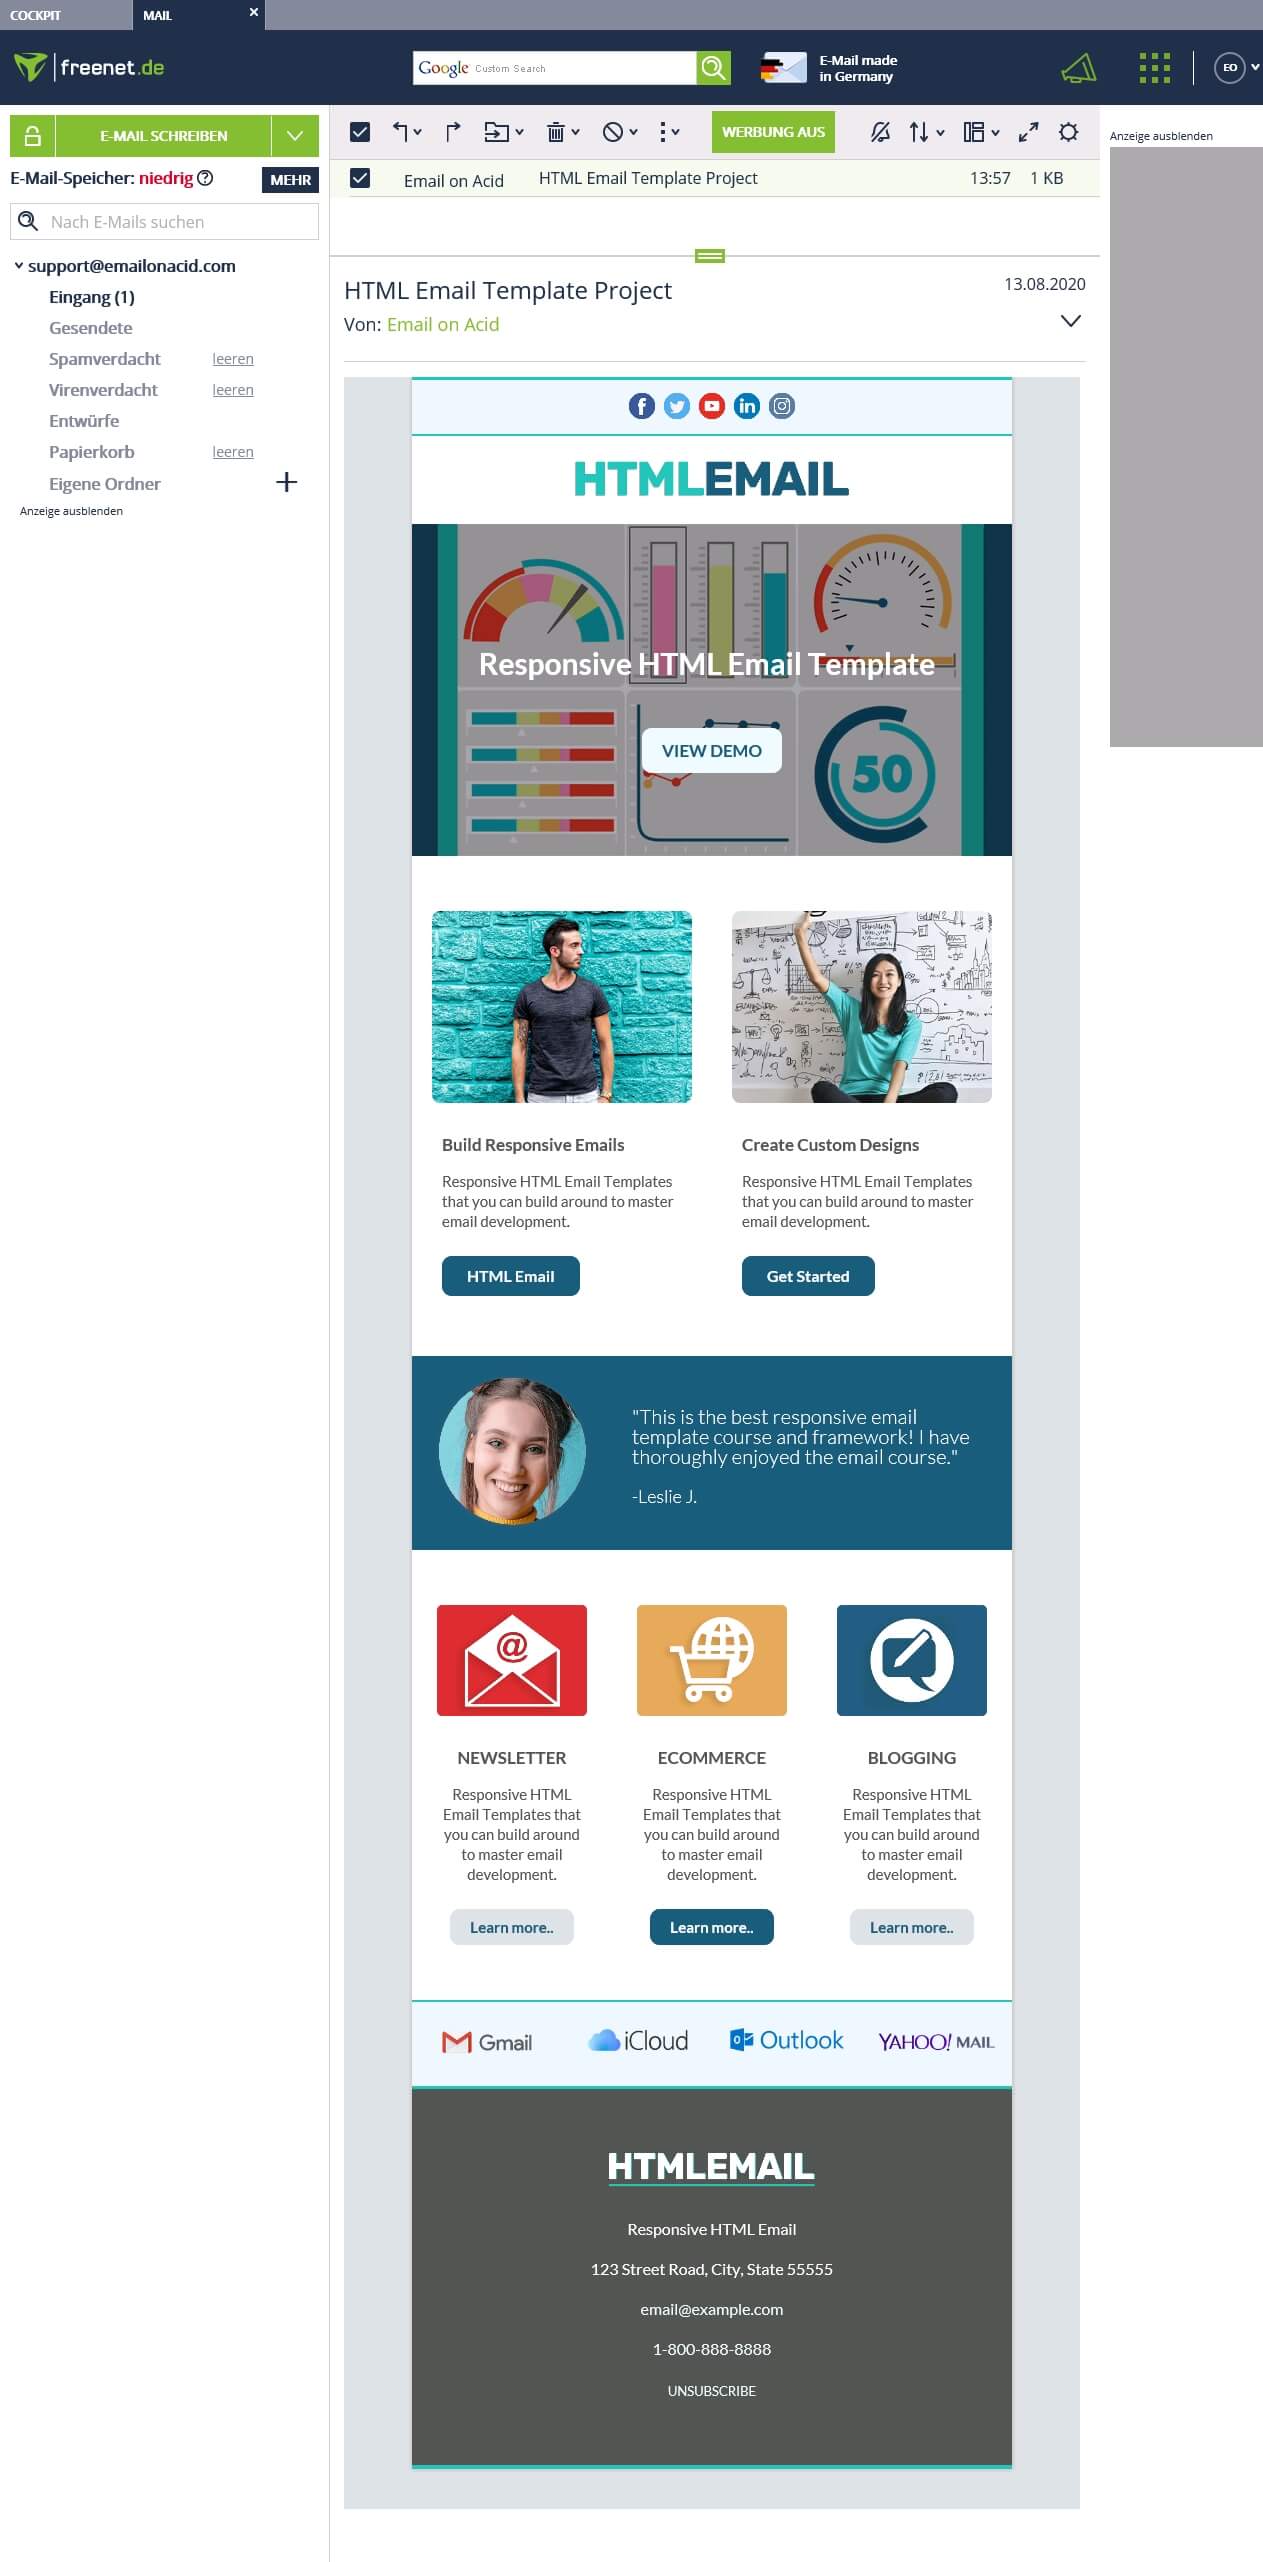 COCKPIT
MAIL
freenet.de
Google Custom Search
E-Mail made
in Germany
EO
E-MAIL SCHREIBEN
WERBUNG AUS
Anzeige ausblenden
E-Mail-Speicher: niedrig
MEHR
Email on Acid HTML Email Template Project 13:57 1 KB
Nach E-Mails suchen
support@emailonacid.com
Eingang (1)
Gesendete
Spamverdacht leeren
Virenverdacht leeren
Entwürfe
Papierkorb leeren
Eigene Ordner
Anzeige ausblenden
HTML Email Template Project
13.08.2020
Von: Email on Acid
HTMLEMAIL
Responsive HTML Email Template
VIEW DEMO
50
Build Responsive Emails
Responsive HTML Email Templates
that you can build around to master
email development.
HTML Email
Create Custom Designs
Responsive HTML Email Templates
that you can build around to master
email development.
Get Started
"This is the best responsive email
template course and framework! I have
thoroughly enjoyed the email course."
-Leslie J.
NEWSLETTER
Responsive HTML
Email Templates that
you can build around
to master email
development.
Learn more..
ECOMMERCE
Responsive HTML
Email Templates that
you can build around
to master email
development.
Learn more..
BLOGGING
Responsive HTML
Email Templates that
you can build around
to master email
development.
Learn more..
Gmail
iCloud
Outlook
YAHOO! MAIL
HTMLEMAIL
Responsive HTML Email
123 Street Road, City, State 55555
email@example.com
1-800-888-8888
UNSUBSCRIBE